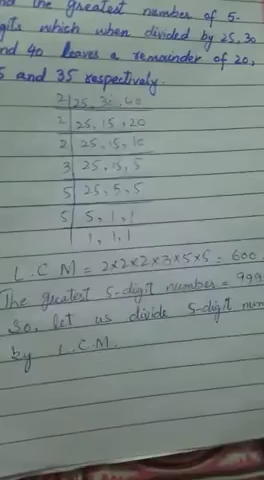 the greatest number of 5-
which when divided by 25, 30
40 leaves a remainder of 20,
and 35 respectively.
2 | 25, 30, 40
2 | 25, 15, 20
2 | 25, 15, 10
3 | 25, 15, 5
5 | 25, 5, 5
5 | 5, 1, 1
1, 1, 1
L.C.M = 2×2×2×3×5×5 = 600
The greatest 5-digit number = 999
So, let us divide 5-digit num
by L.C.M.